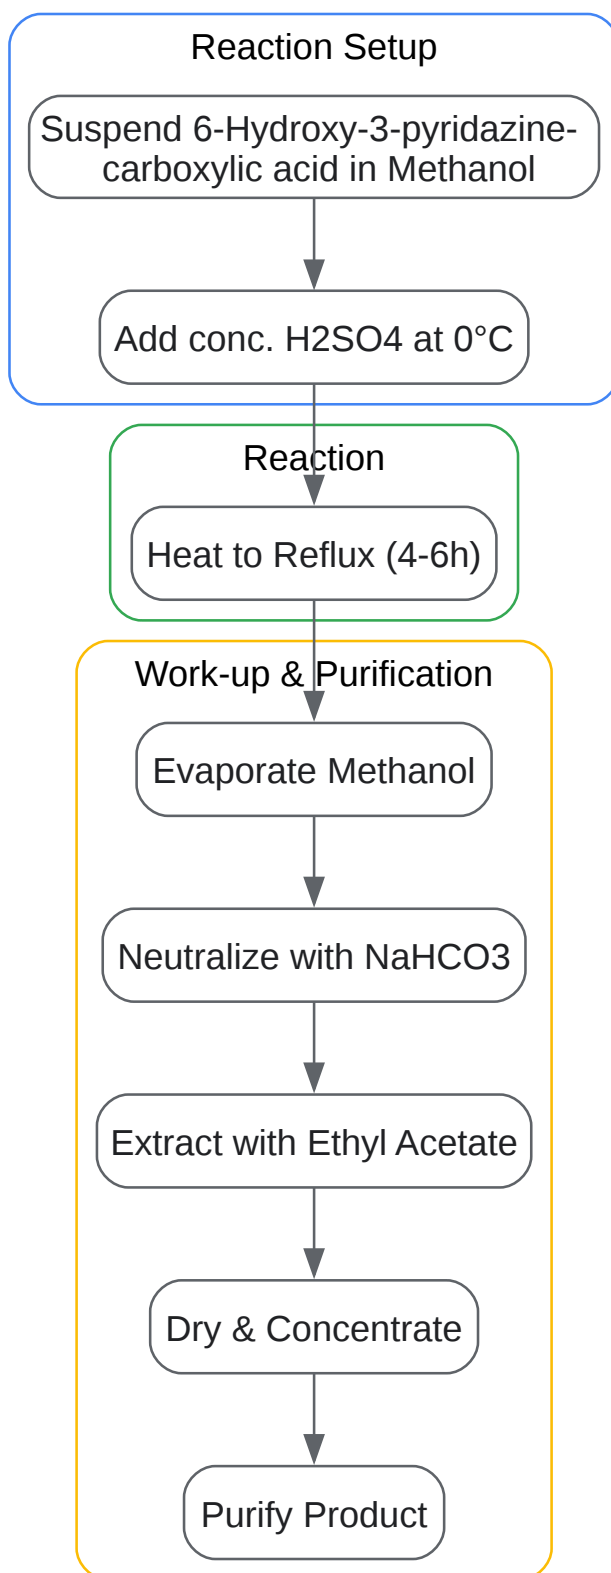 Reaction Setup
Suspend 6-Hydroxy-3-pyridazine-
carboxylic acid in Methanol
Add conc. H2SO4 at 0°C
Reaction
Heat to Reflux (4-6h)
Work-up & Purification
Evaporate Methanol
Neutralize with NaHCO3
Extract with Ethyl Acetate
Dry & Concentrate
Purify Product